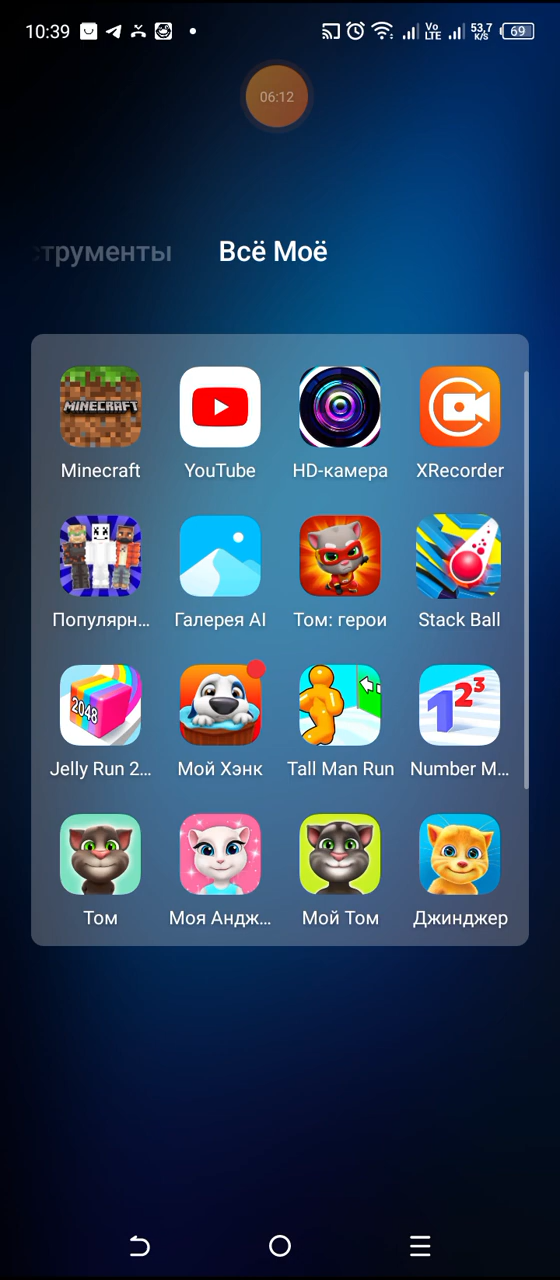 10:39
Vo LTE
53,7 K/S
69
06:12
струменты
Всё Моё
MINECRAFT
Minecraft
YouTube
HD-камера
XRecorder
Популярн...
Галерея AI
Том: герои
Stack Ball
2048
123
Jelly Run 2...
Мой Хэнк
Tall Man Run
Number M...
Том
Моя Андж...
Мой Том
Джинджер